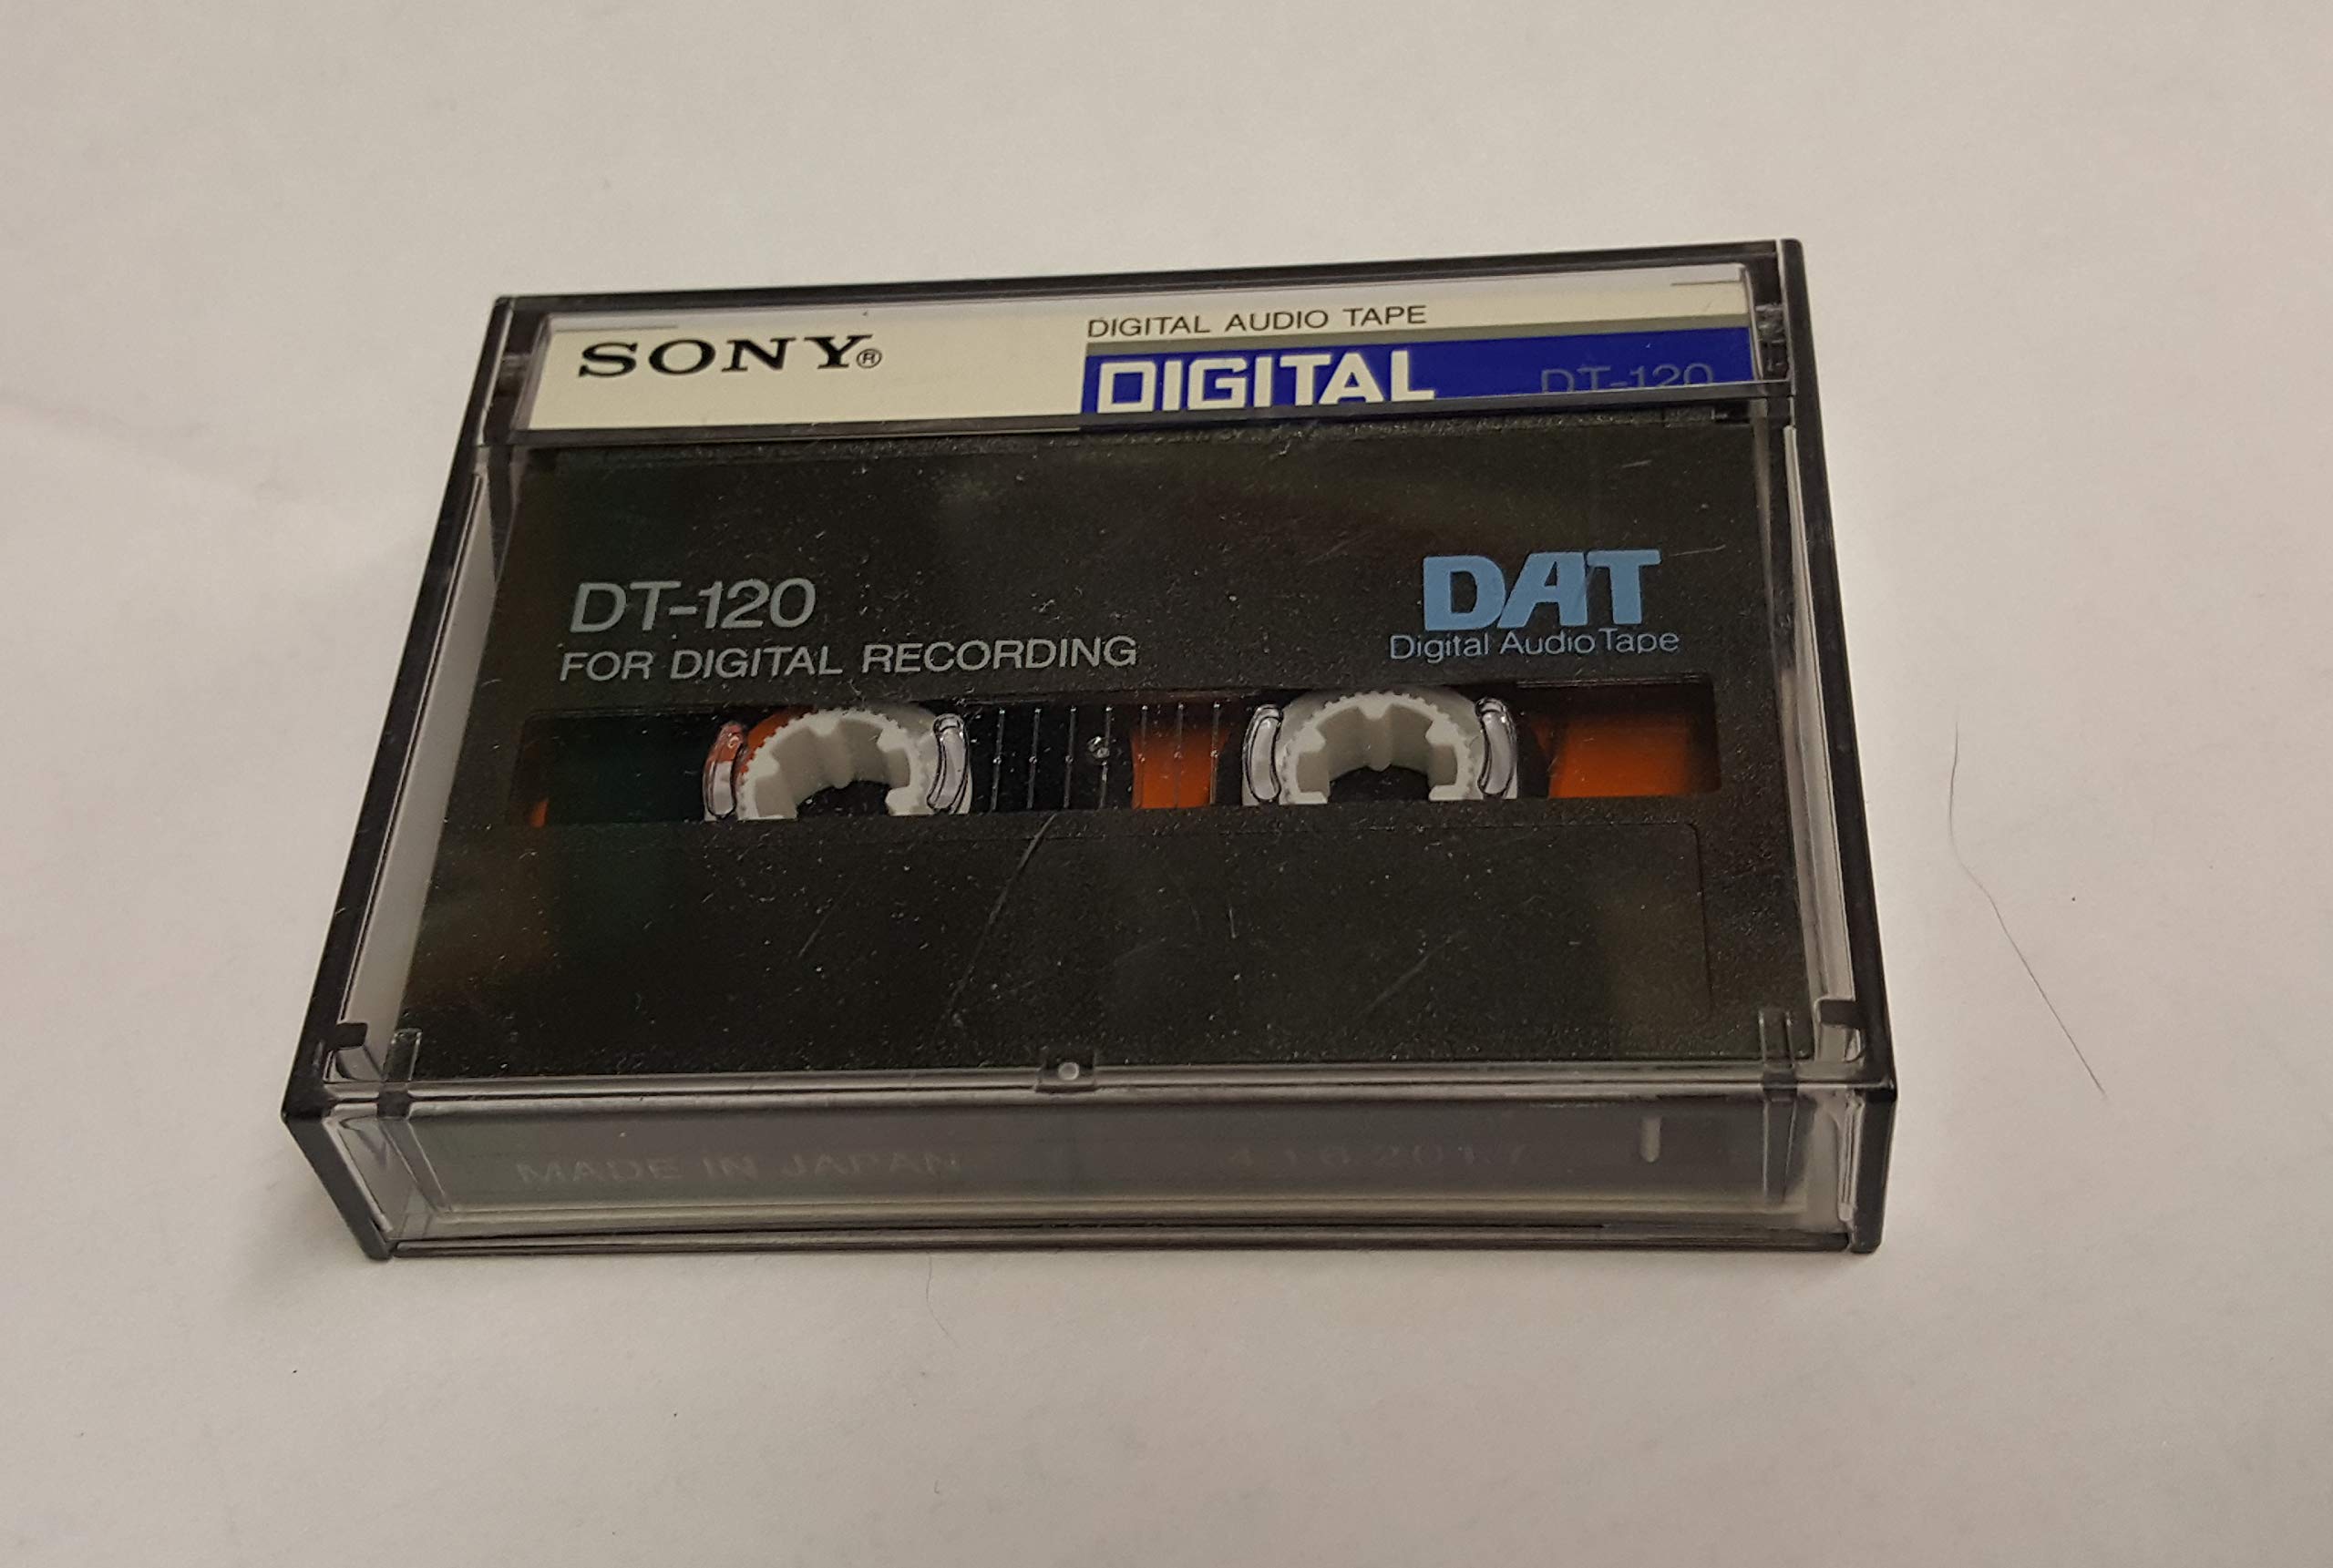 SONY®
DIGITAL AUDIO TAPE
DIGITAL DT-120
DT-120
FOR DIGITAL RECORDING
DAT
Digital Audio Tape
MADE IN JAPAN